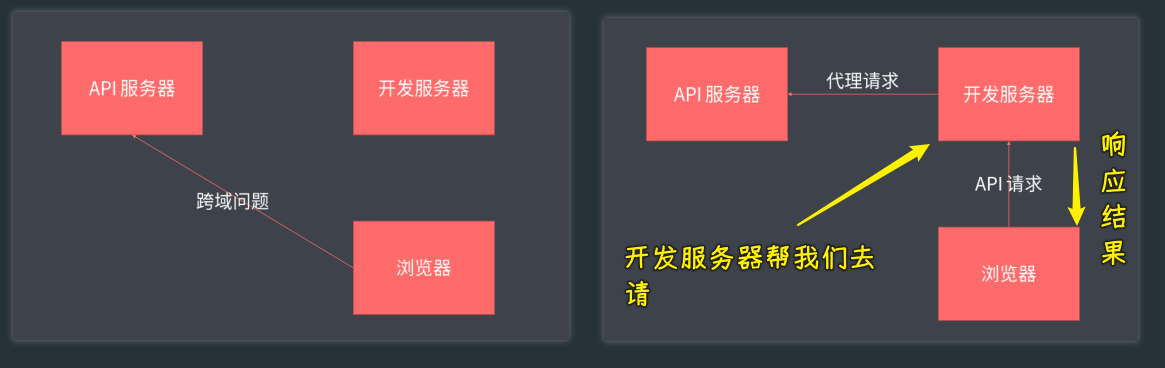 API 服务器
开发服务器
跨域问题
浏览器
API 服务器
代理请求
开发服务器
API 请求
响应结果
开发服务器帮我们去
请
浏览器